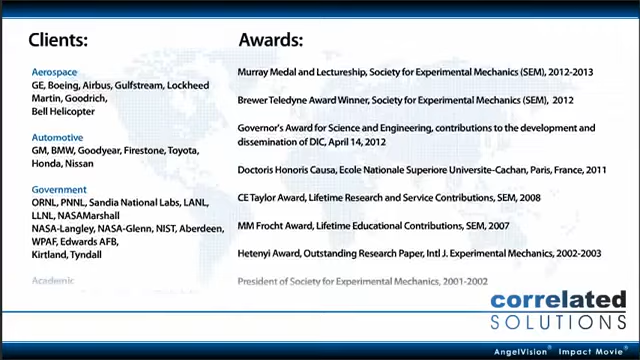 Clients:
Aerospace
GE, Boeing, Airbus, Gulfstream, Lockheed
Martin, Goodrich,
Bell Helicopter
Automotive
GM, BMW, Goodyear, Firestone, Toyota,
Honda, Nissan
Government
ORNL, PNNL, Sandia National Labs, LANL,
LLNL, NASAMarshall
NASA-Langley, NASA-Glenn, NIST, Aberdeen,
WPAF, Edwards AFB,
Kirtland, Tyndall
Academic
Awards:
Murray Medal and Lectureship, Society for Experimental Mechanics (SEM), 2012-2013
Brewer Teledyne Award Winner, Society for Experimental Mechanics (SEM), 2012
Governor's Award for Science and Engineering, contributions to the development and
dissemination of DIC, April 14, 2012
Doctoris Honoris Causa, Ecole Nationale Superiore Universite-Cachan, Paris, France, 2011
CE Taylor Award, Lifetime Research and Service Contributions, SEM, 2008
MM Frocht Award, Lifetime Educational Contributions, SEM, 2007
Hetenyi Award, Outstanding Research Paper, Intl J. Experimental Mechanics, 2002-2003
President of Society for Experimental Mechanics, 2001-2002
correlated
SOLUTIONS
AngelVision® Impact Movie®